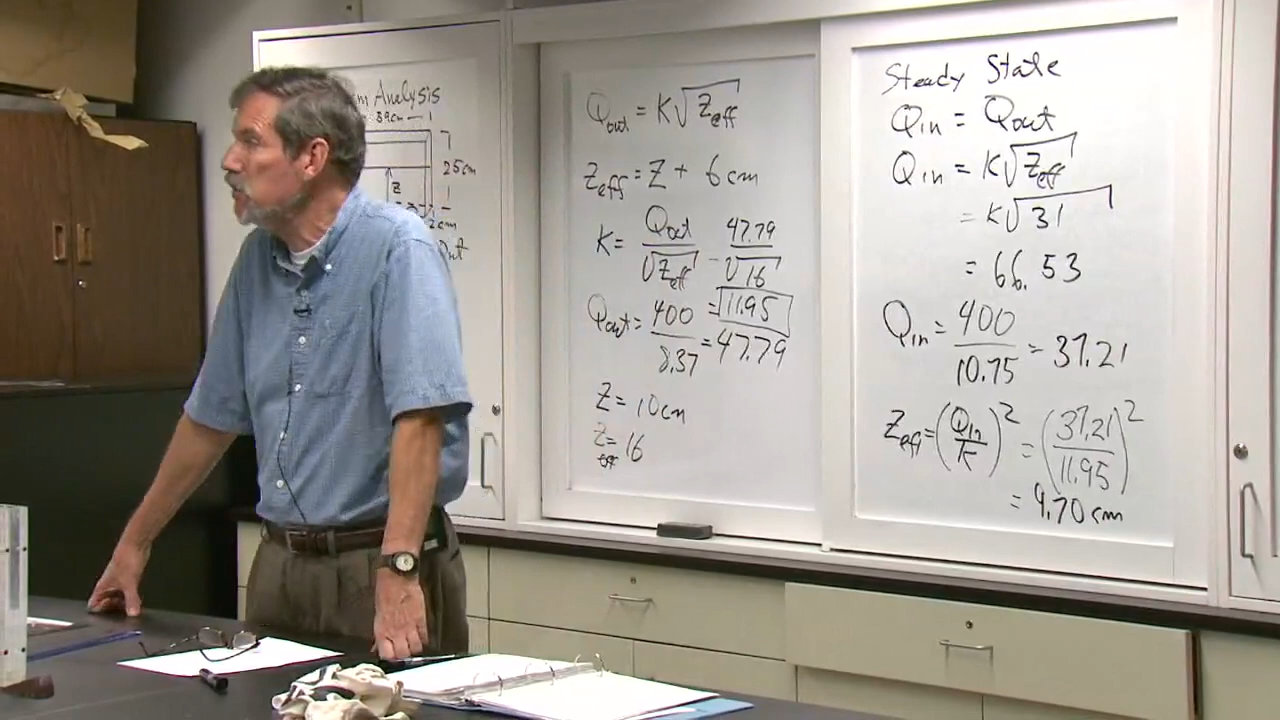 Analysis
39cm
25cm
Z
2cm
Qout = K√Zeff
Zeff = Z + 6 cm
K = Qout/√Zeff = 47.79/√16
= 11.95
Qout = 400/8.37 = 47.79
Z = 10cm
Zeff = 16
Steady State
Qin = Qout
Qin = K√Zeff
= K√31
= 66.53
Qin = 400/10.75 = 37.21
Zeff = (Qin/K)² = (37.21/11.95)²
= 9.70 cm